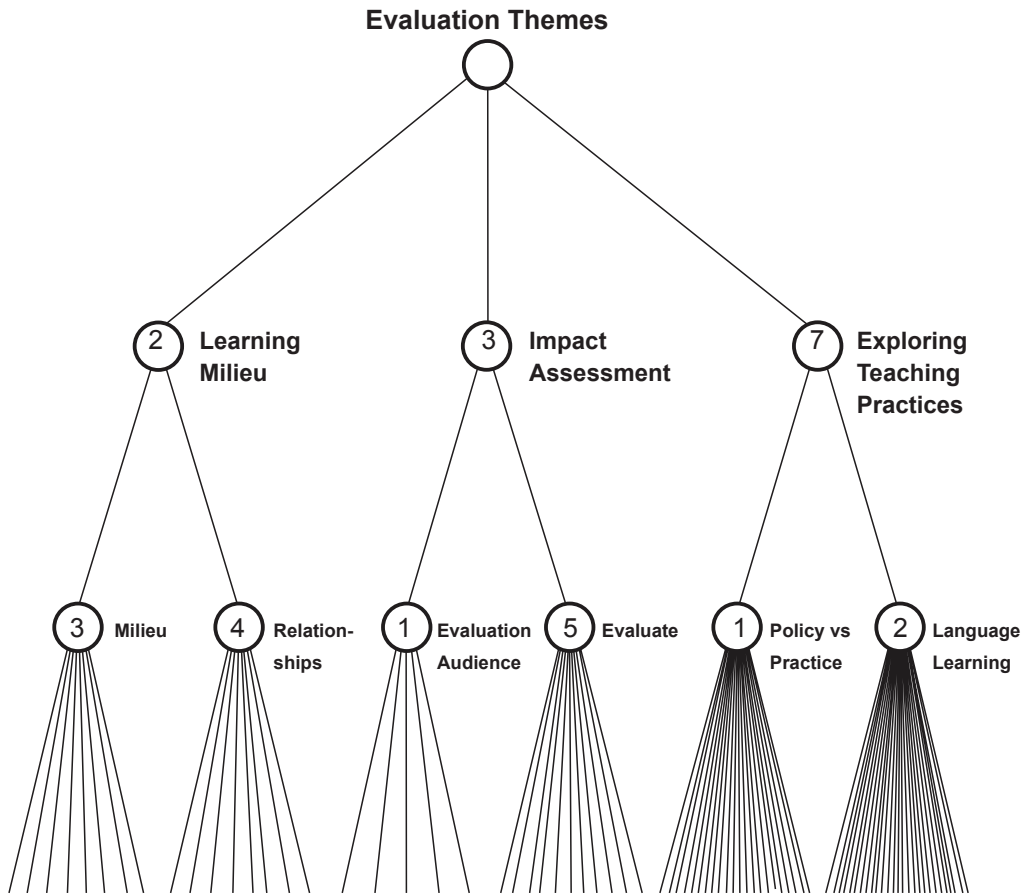 Evaluation Themes
2 Learning
Milieu
3 Impact
Assessment
7 Exploring
Teaching
Practices
3 Milieu
4 Relation-
ships
1 Evaluation
Audience
5 Evaluate
1 Policy vs
Practice
2 Language
Learning